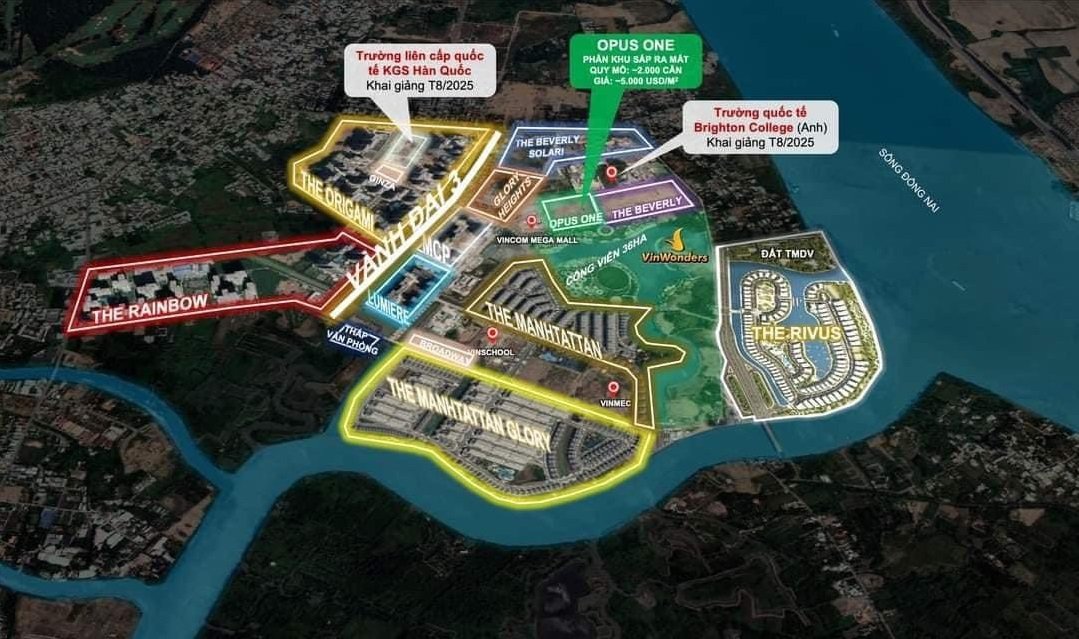 Trường liên cấp quốc
tế KGS Hàn Quốc
Khai giảng T8/2025
OPUS ONE
PHÂN KHU SẮP RA MẮT
QUY MÔ: ~2.000 CĂN
GIÁ: ~5.000 USD/M²
Trường quốc tế
Brighton College (Anh)
Khai giảng T8/2025
THE BEVERLY
SOLARI
THE ORIGAMI
GINZA
GLORY
HEIGHTS
OPUS ONE
THE BEVERLY
SÔNG ĐỒNG NAI
VÀNH ĐAI 3
MCP
VINCOM MEGA MALL
CÔNG VIÊN 36HA
VinWonders
ĐẤT TMDV
THE RAINBOW
LUMIERE
THE MANHTATTAN
THE RIVUS
THÁP
VĂN PHÒNG
BROADWAY
VINSCHOOL
VINMEC
THE MANHTATTAN GLORY